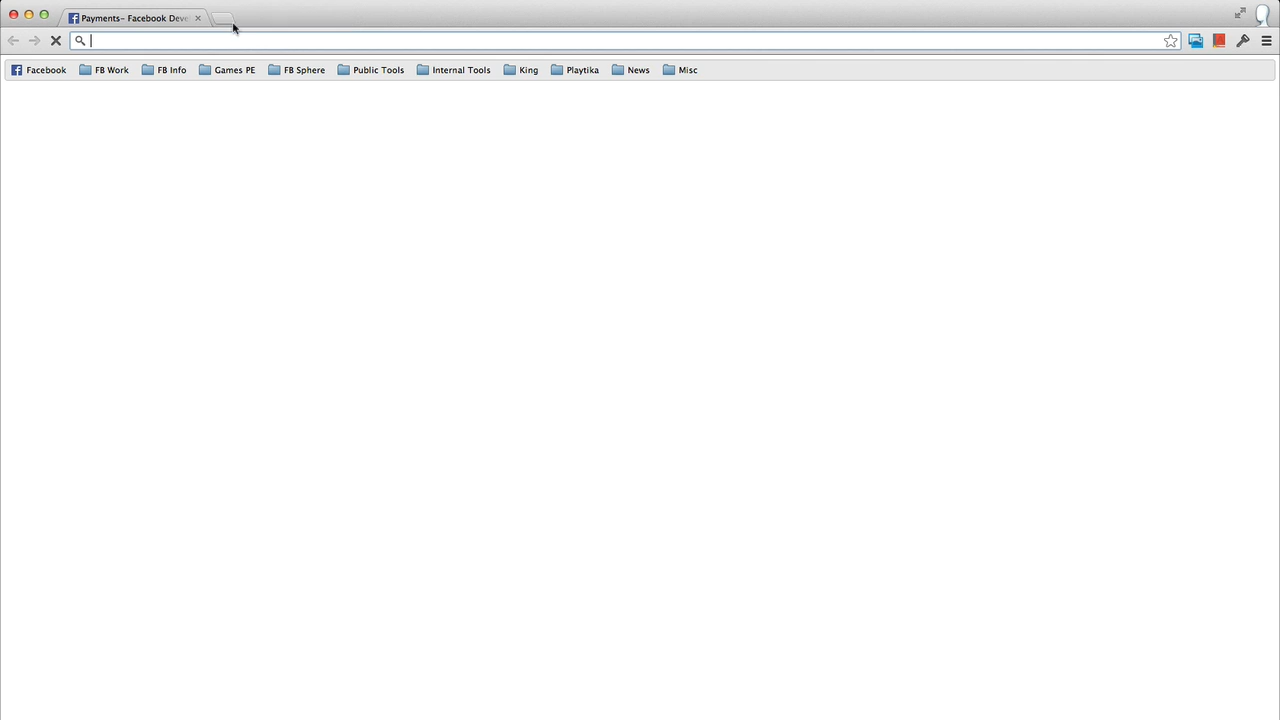 Payments- Facebook Deve
Facebook FB Work FB Info Games PE FB Sphere Public Tools Internal Tools King Playtika News Misc